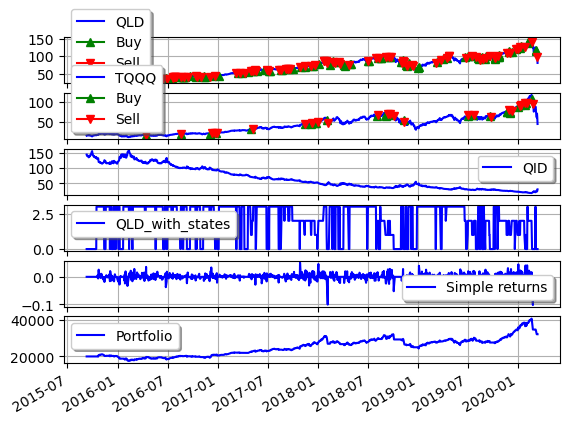 QLD
Buy
Sell
150
100
50
TQQQ
Buy
Sell
100
50
150
100
50
QID
2.5
0.0
QLD_with_states
0.0
−0.1
Simple returns
40000
20000
Portfolio
2015-07
2016-01
2016-07
2017-01
2017-07
2018-01
2018-07
2019-01
2019-07
2020-01